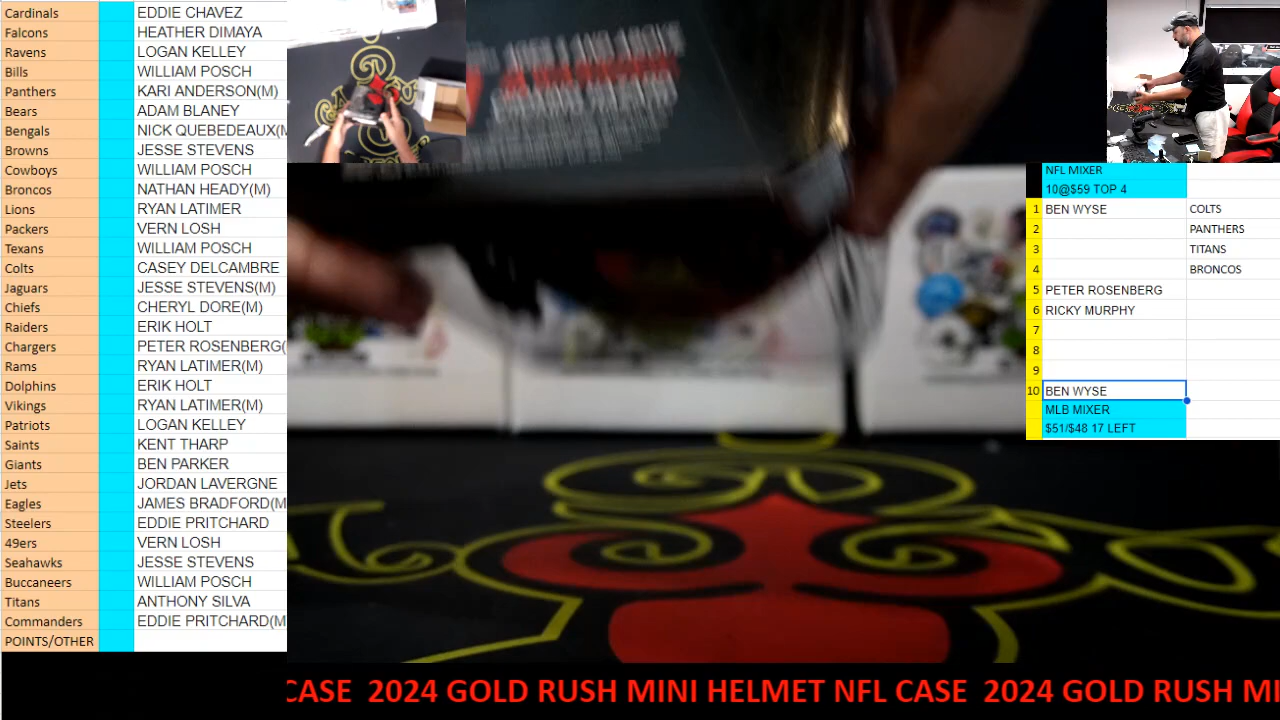 Cardinals EDDIE CHAVEZ
Falcons HEATHER DIMAYA
Ravens LOGAN KELLEY
Bills WILLIAM POSCH
Panthers KARI ANDERSON(M)
Bears ADAM BLANEY
Bengals NICK QUEBEDEAUX(M
Browns JESSE STEVENS
Cowboys WILLIAM POSCH
Broncos NATHAN HEADY(M)
Lions RYAN LATIMER
Packers VERN LOSH
Texans WILLIAM POSCH
Colts CASEY DELCAMBRE
Jaguars JESSE STEVENS(M)
Chiefs CHERYL DORE(M)
Raiders ERIK HOLT
Chargers PETER ROSENBERG(
Rams RYAN LATIMER(M)
Dolphins ERIK HOLT
Vikings RYAN LATIMER(M)
Patriots LOGAN KELLEY
Saints KENT THARP
Giants BEN PARKER
Jets JORDAN LAVERGNE
Eagles JAMES BRADFORD(M
Steelers EDDIE PRITCHARD
49ers VERN LOSH
Seahawks JESSE STEVENS
Buccaneers WILLIAM POSCH
Titans ANTHONY SILVA
Commanders EDDIE PRITCHARD(M
POINTS/OTHER
NFL MIXER
10@$59 TOP 4
1 BEN WYSE COLTS
2 PANTHERS
3 TITANS
4 BRONCOS
5 PETER ROSENBERG
6 RICKY MURPHY
7
8
9
10 BEN WYSE
MLB MIXER
$51/$48 17 LEFT
CASE 2024 GOLD RUSH MINI HELMET NFL CASE 2024 GOLD RUSH MI